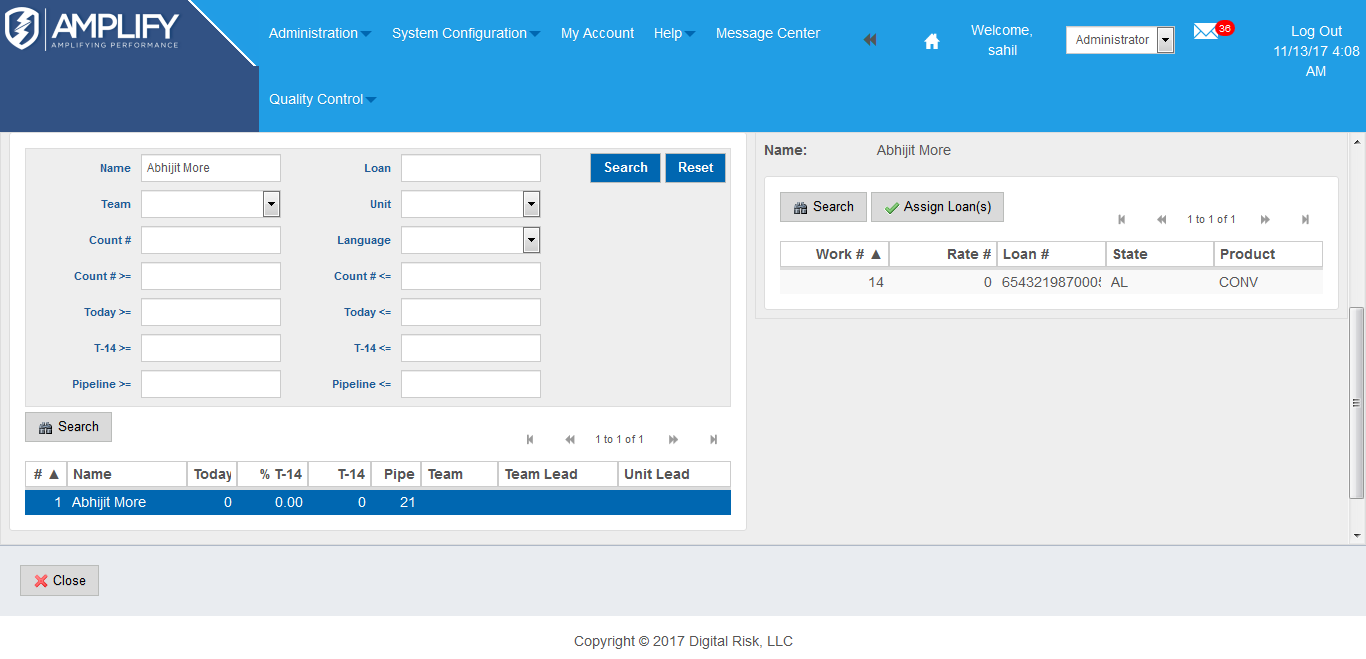 AMPLIFY
AMPLIFYING PERFORMANCE
Administration
System Configuration
My Account
Help
Message Center
Quality Control
Welcome,
sahil
Administrator
36
Log Out
11/13/17 4:08
AM
Name Abhijit More Loan Search Reset
Team Unit
Count # Language
Count # >= Count # <=
Today >= Today <=
T-14 >= T-14 <=
Pipeline >= Pipeline <=
Search
1 to 1 of 1
# ▲ Name Today % T-14 T-14 Pipe Team Team Lead Unit Lead
1 Abhijit More 0 0.00 0 21
Name: Abhijit More
Search Assign Loan(s)
1 to 1 of 1
Work # ▲ Rate # Loan # State Product
14 0 654321987000 AL CONV
Close
Copyright © 2017 Digital Risk, LLC